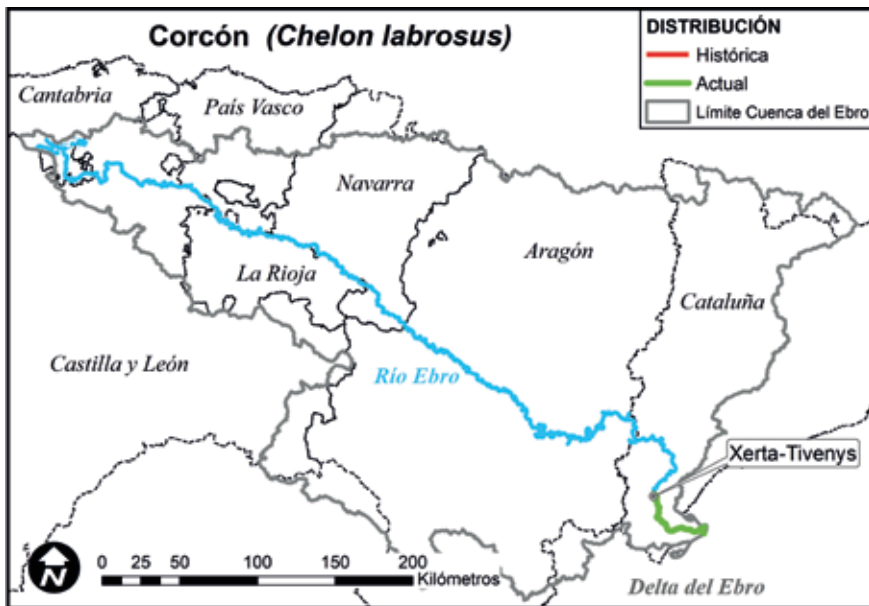 Corcón (Chelon labrosus)
DISTRIBUCIÓN
Histórica
Actual
Límite Cuenca del Ebro
Cantabria
País Vasco
Navarra
Aragón
La Rioja
Cataluña
Castilla y León
Río Ebro
Xerta-Tivenys
N
0 25 50 100 150 200
Kilómetros
Delta del Ebro